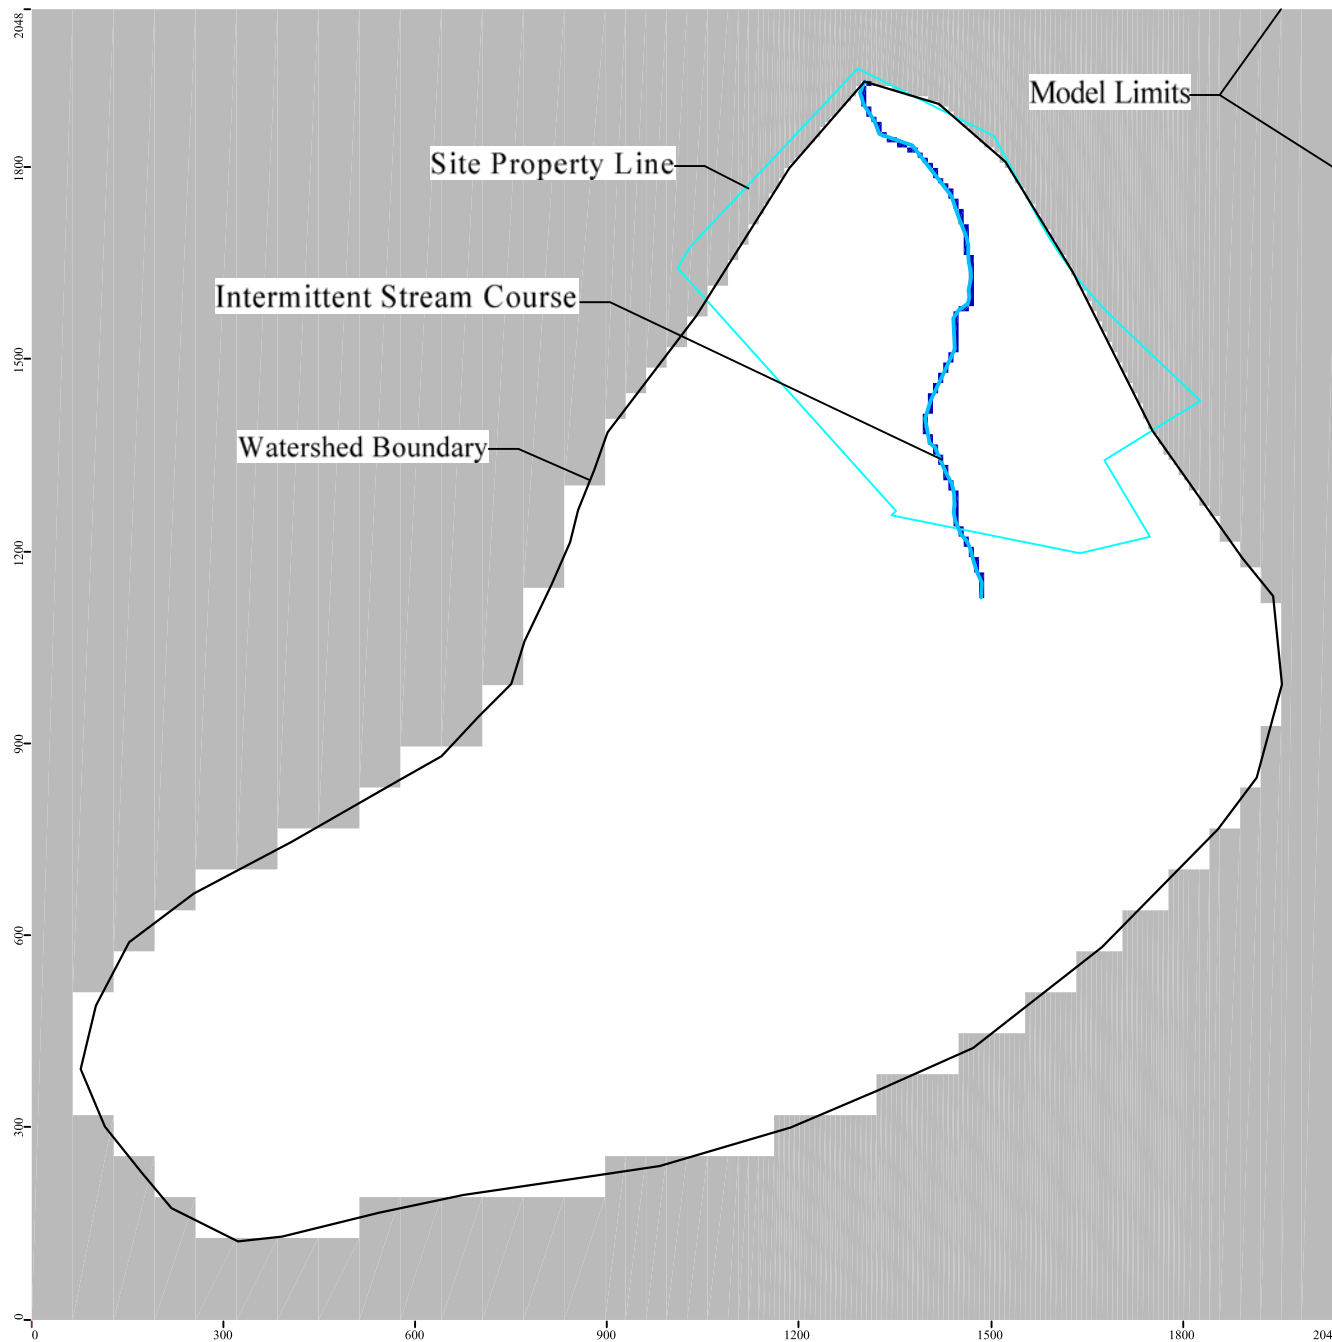 2048
Model Limits
Site Property Line
1800
Intermittent Stream Course
1500
Watershed Boundary
1200
900
600
300
0
0 300 600 900 1200 1500 1800 204